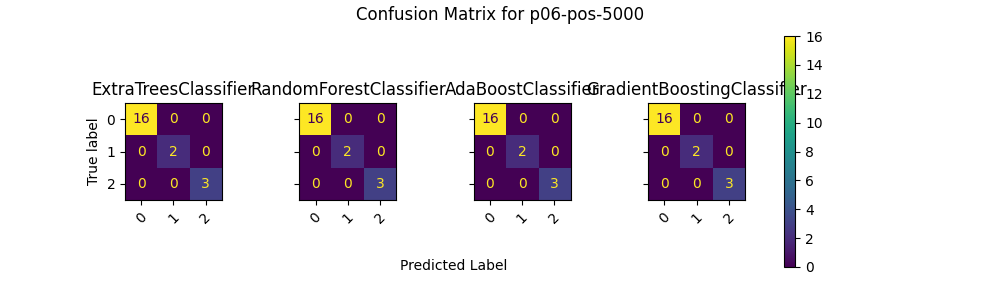 Confusion Matrix for p06-pos-5000
ExtraTreesClassifier RandomForestClassifier AdaBoostClassifier GradientBoostingClassifier
True label
0 16 0 0 16 0 0 16 0 0 16 0 0
1 0 2 0 0 2 0 0 2 0 0 2 0
2 0 0 3 0 0 3 0 0 3 0 0 3
0 1 2 0 1 2 0 1 2 0 1 2
Predicted Label
16
14
12
10
8
6
4
2
0